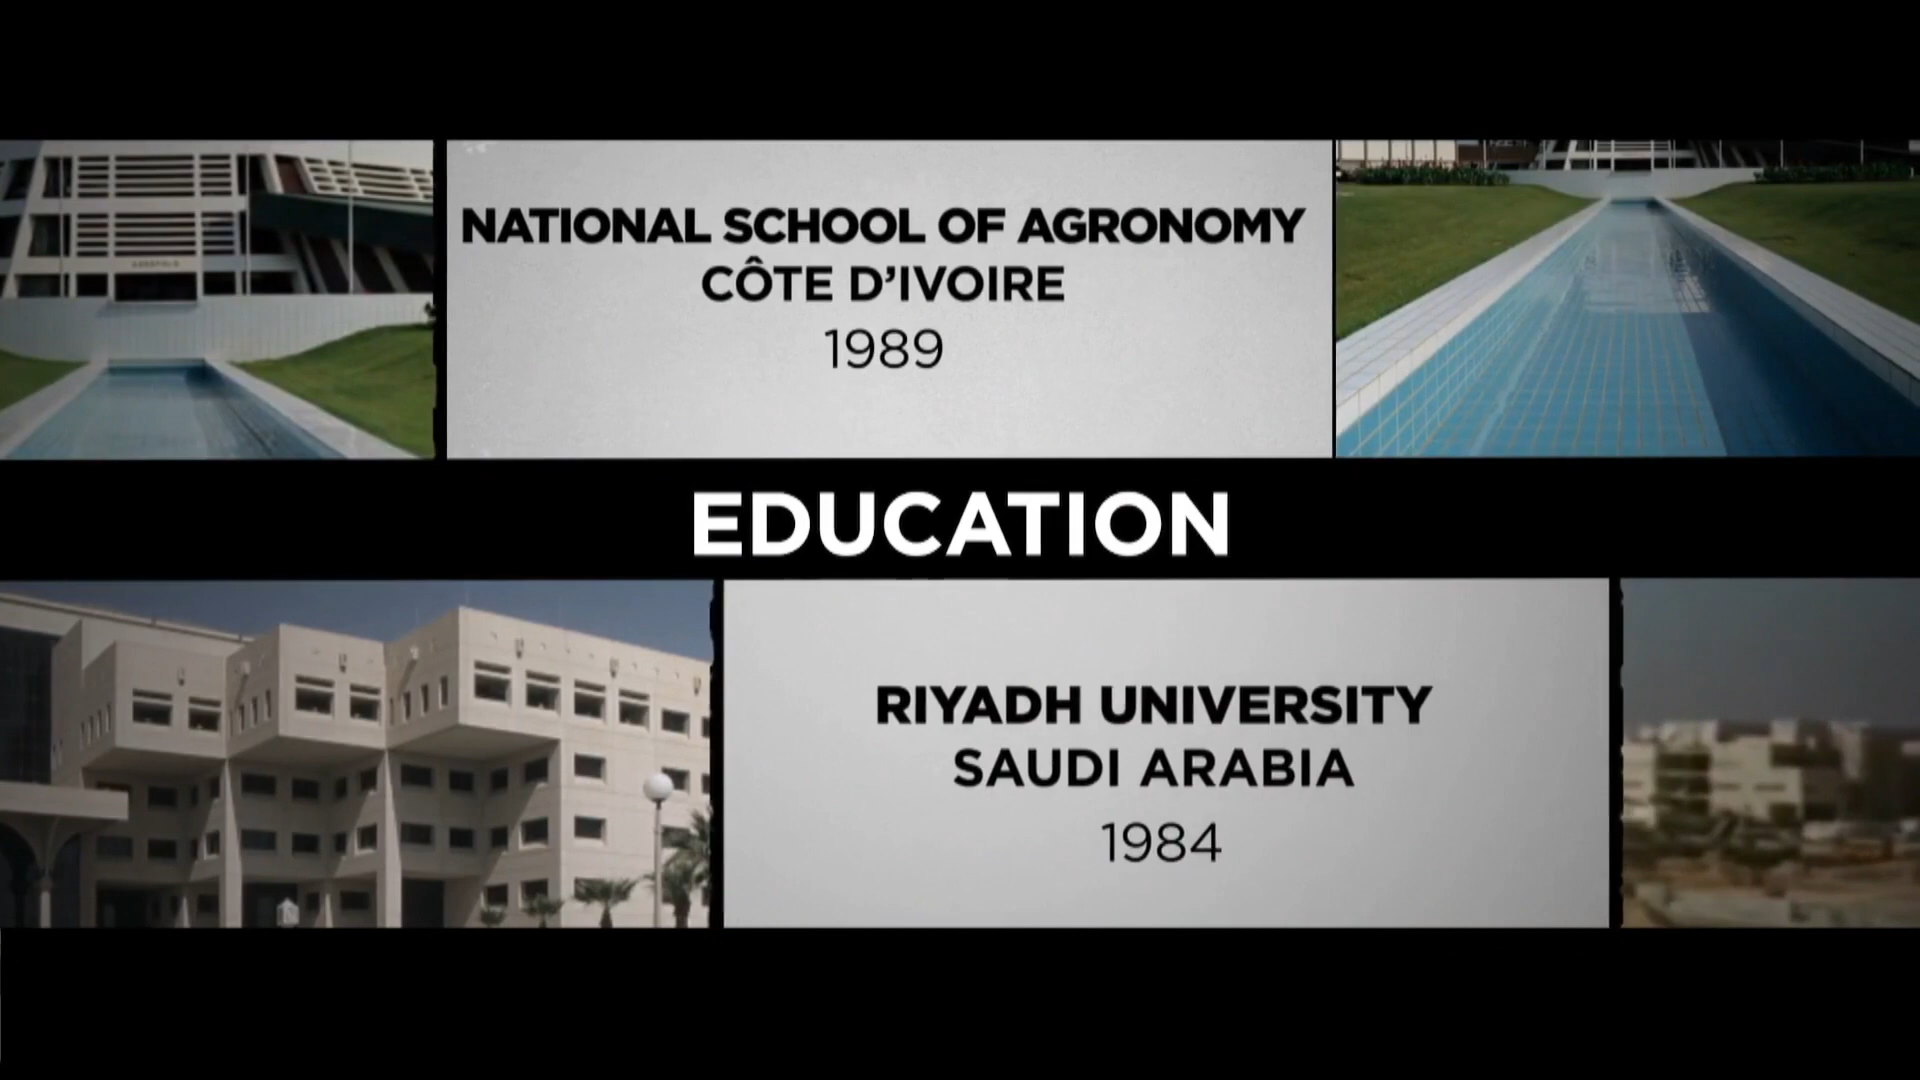 NATIONAL SCHOOL OF AGRONOMY
CÔTE D’IVOIRE
1989
EDUCATION
RIYADH UNIVERSITY
SAUDI ARABIA
1984